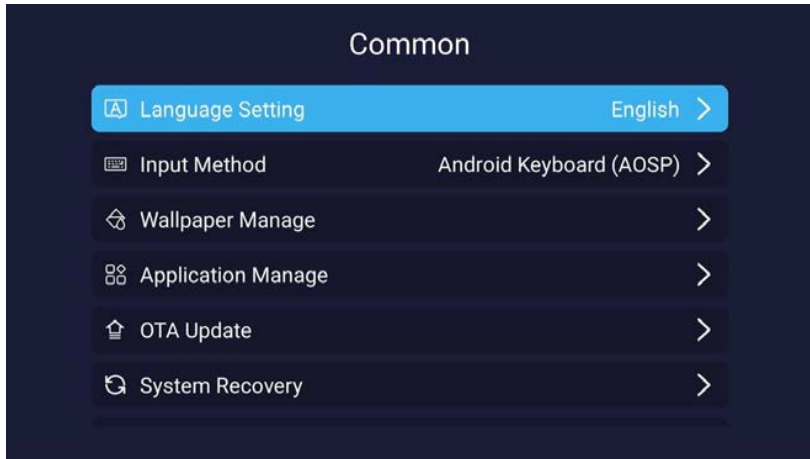 Common
Language Setting English
Input Method Android Keyboard (AOSP)
Wallpaper Manage
Application Manage
OTA Update
System Recovery